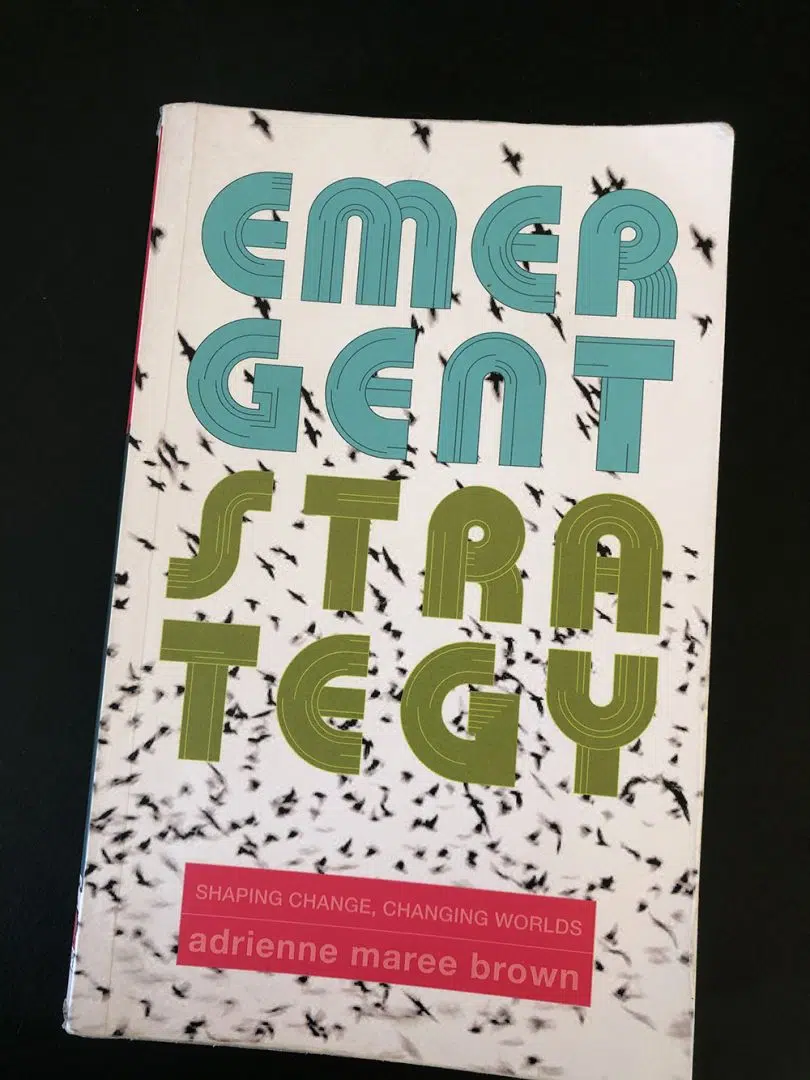 EMER
GENT
STRA
TEGY
SHAPING CHANGE, CHANGING WORLDS
adrienne maree brown